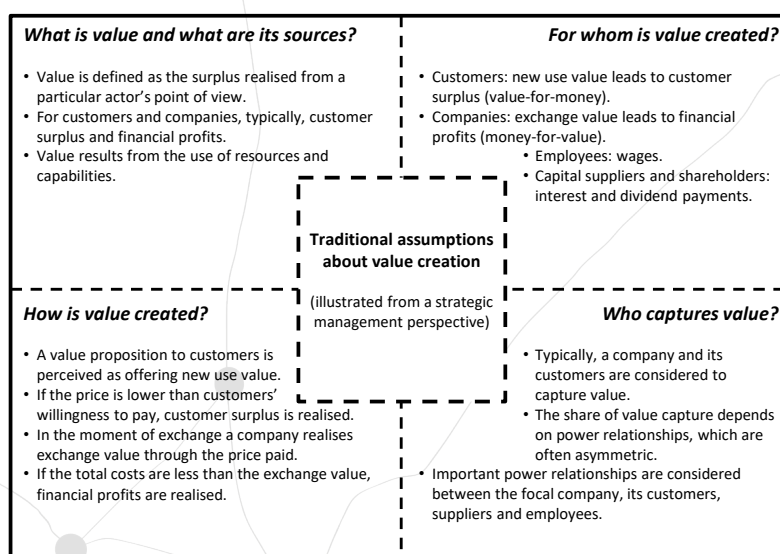 What is value and what are its sources?
• Value is defined as the surplus realised from a
particular actor's point of view.
• For customers and companies, typically, customer
surplus and financial profits.
• Value results from the use of resources and
capabilities.
For whom is value created?
• Customers: new use value leads to customer
surplus (value-for-money).
• Companies: exchange value leads to financial
profits (money-for-value).
• Employees: wages.
• Capital suppliers and shareholders:
interest and dividend payments.
Traditional assumptions
about value creation
(illustrated from a strategic
management perspective)
How is value created?
• A value proposition to customers is
perceived as offering new use value.
• If the price is lower than customers'
willingness to pay, customer surplus is realised.
• In the moment of exchange a company realises
exchange value through the price paid.
• If the total costs are less than the exchange value,
financial profits are realised.
Who captures value?
• Typically, a company and its
customers are considered to
capture value.
• The share of value capture depends
on power relationships, which are
often asymmetric.
• Important power relationships are considered
between the focal company, its customers,
suppliers and employees.